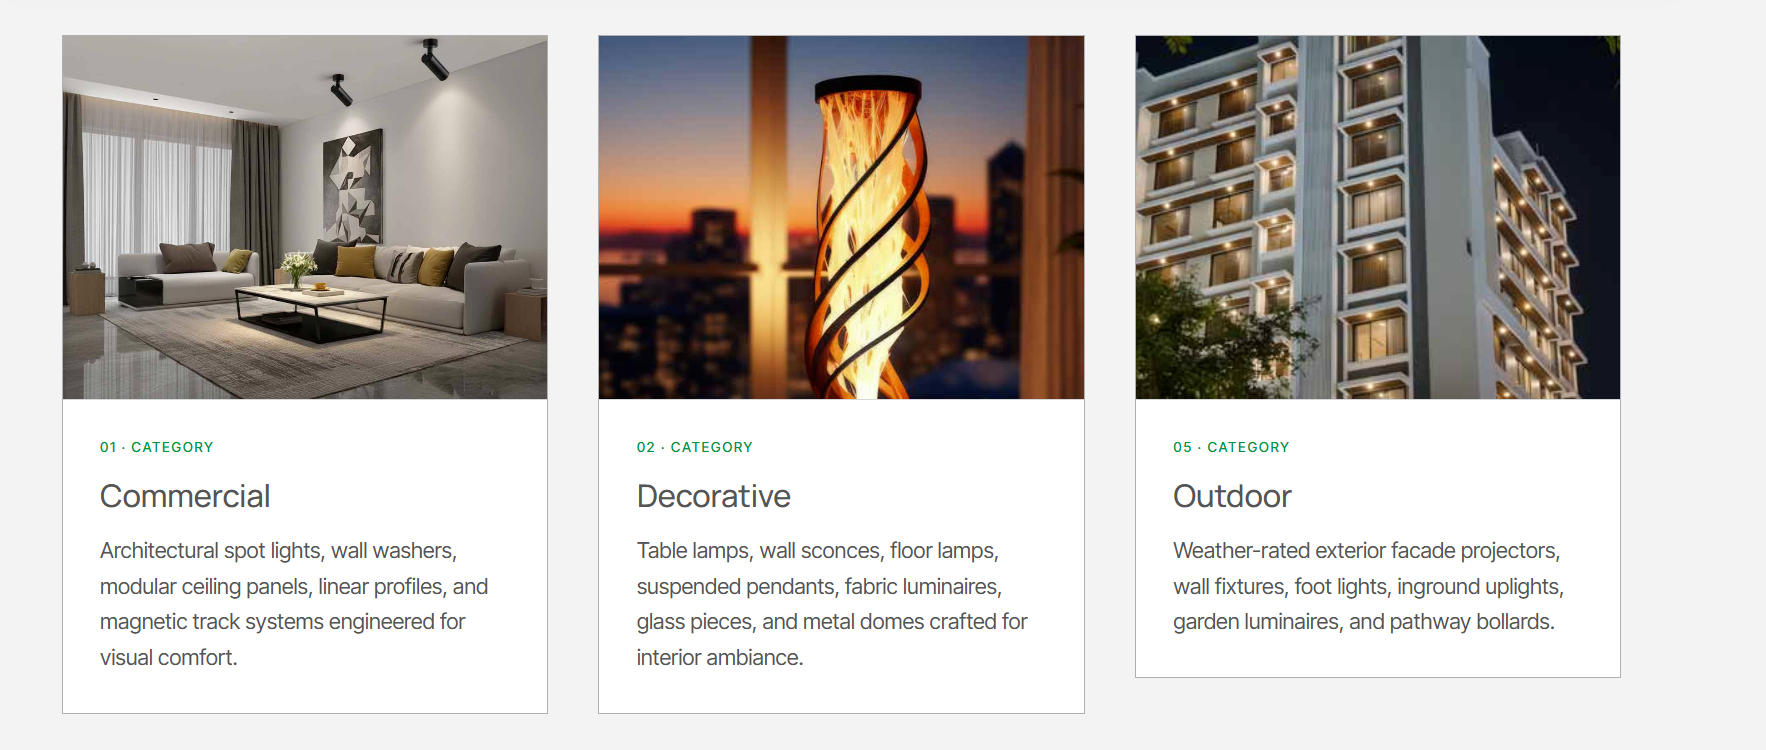 01 · CATEGORY
Commercial
Architectural spot lights, wall washers,
modular ceiling panels, linear profiles, and
magnetic track systems engineered for
visual comfort.
02 · CATEGORY
Decorative
Table lamps, wall sconces, floor lamps,
suspended pendants, fabric luminaires,
glass pieces, and metal domes crafted for
interior ambiance.
05 · CATEGORY
Outdoor
Weather-rated exterior facade projectors,
wall fixtures, foot lights, inground uplights,
garden luminaires, and pathway bollards.